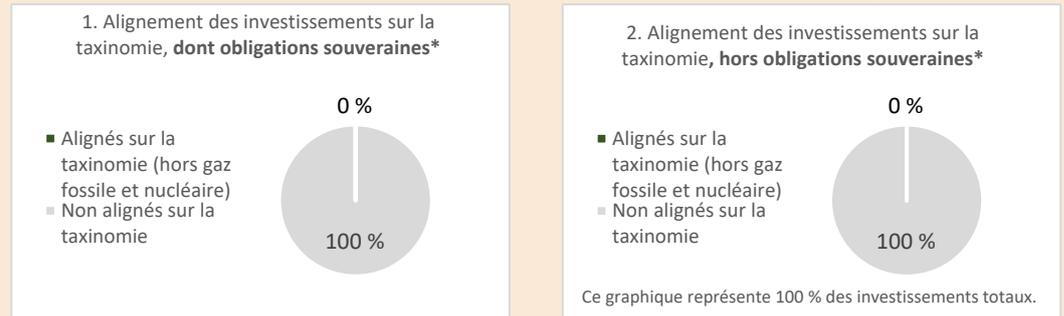 1. Alignement des investissements sur la
taxinomie, dont obligations souveraines*
0 %
Alignés sur la
taxinomie (hors gaz
fossile et nucléaire)
Non alignés sur la
taxinomie
100 %
2. Alignement des investissements sur la
taxinomie, hors obligations souveraines*
0 %
Alignés sur la
taxinomie (hors gaz
fossile et nucléaire)
Non alignés sur la
taxinomie
100 %
Ce graphique représente 100 % des investissements totaux.